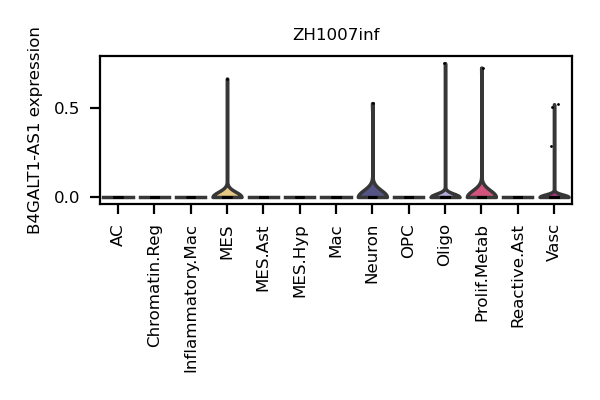 ZH1007inf
B4GALT1-AS1 expression
0.5
0.0
AC
Chromatin.Reg
Inflammatory.Mac
MES
MES.Ast
MES.Hyp
Mac
Neuron
OPC
Oligo
Prolif.Metab
Reactive.Ast
Vasc